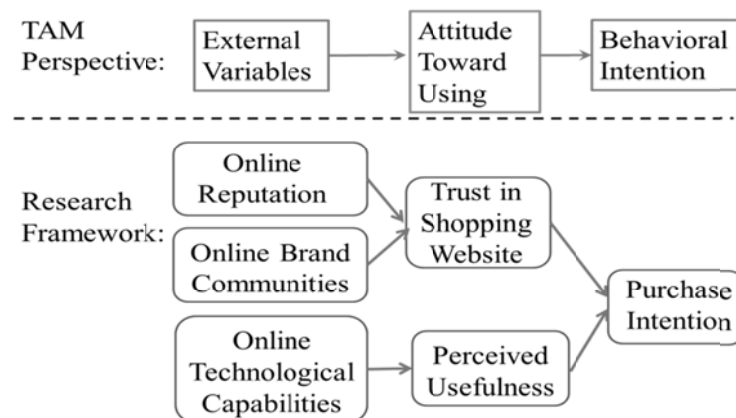 TAM
Perspective:
External
Variables
Attitude
Toward
Using
Behavioral
Intention
Research
Framework:
Online
Reputation
Online Brand
Communities
Online
Technological
Capabilities
Trust in
Shopping
Website
Perceived
Usefulness
Purchase
Intention